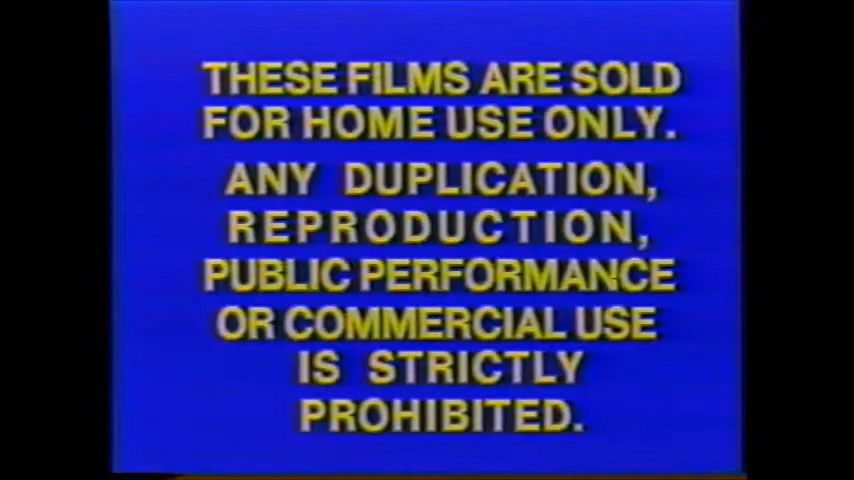 THESE FILMS ARE SOLD
FOR HOME USE ONLY.
ANY DUPLICATION,
REPRODUCTION,
PUBLIC PERFORMANCE
OR COMMERCIAL USE
IS STRICTLY
PROHIBITED.